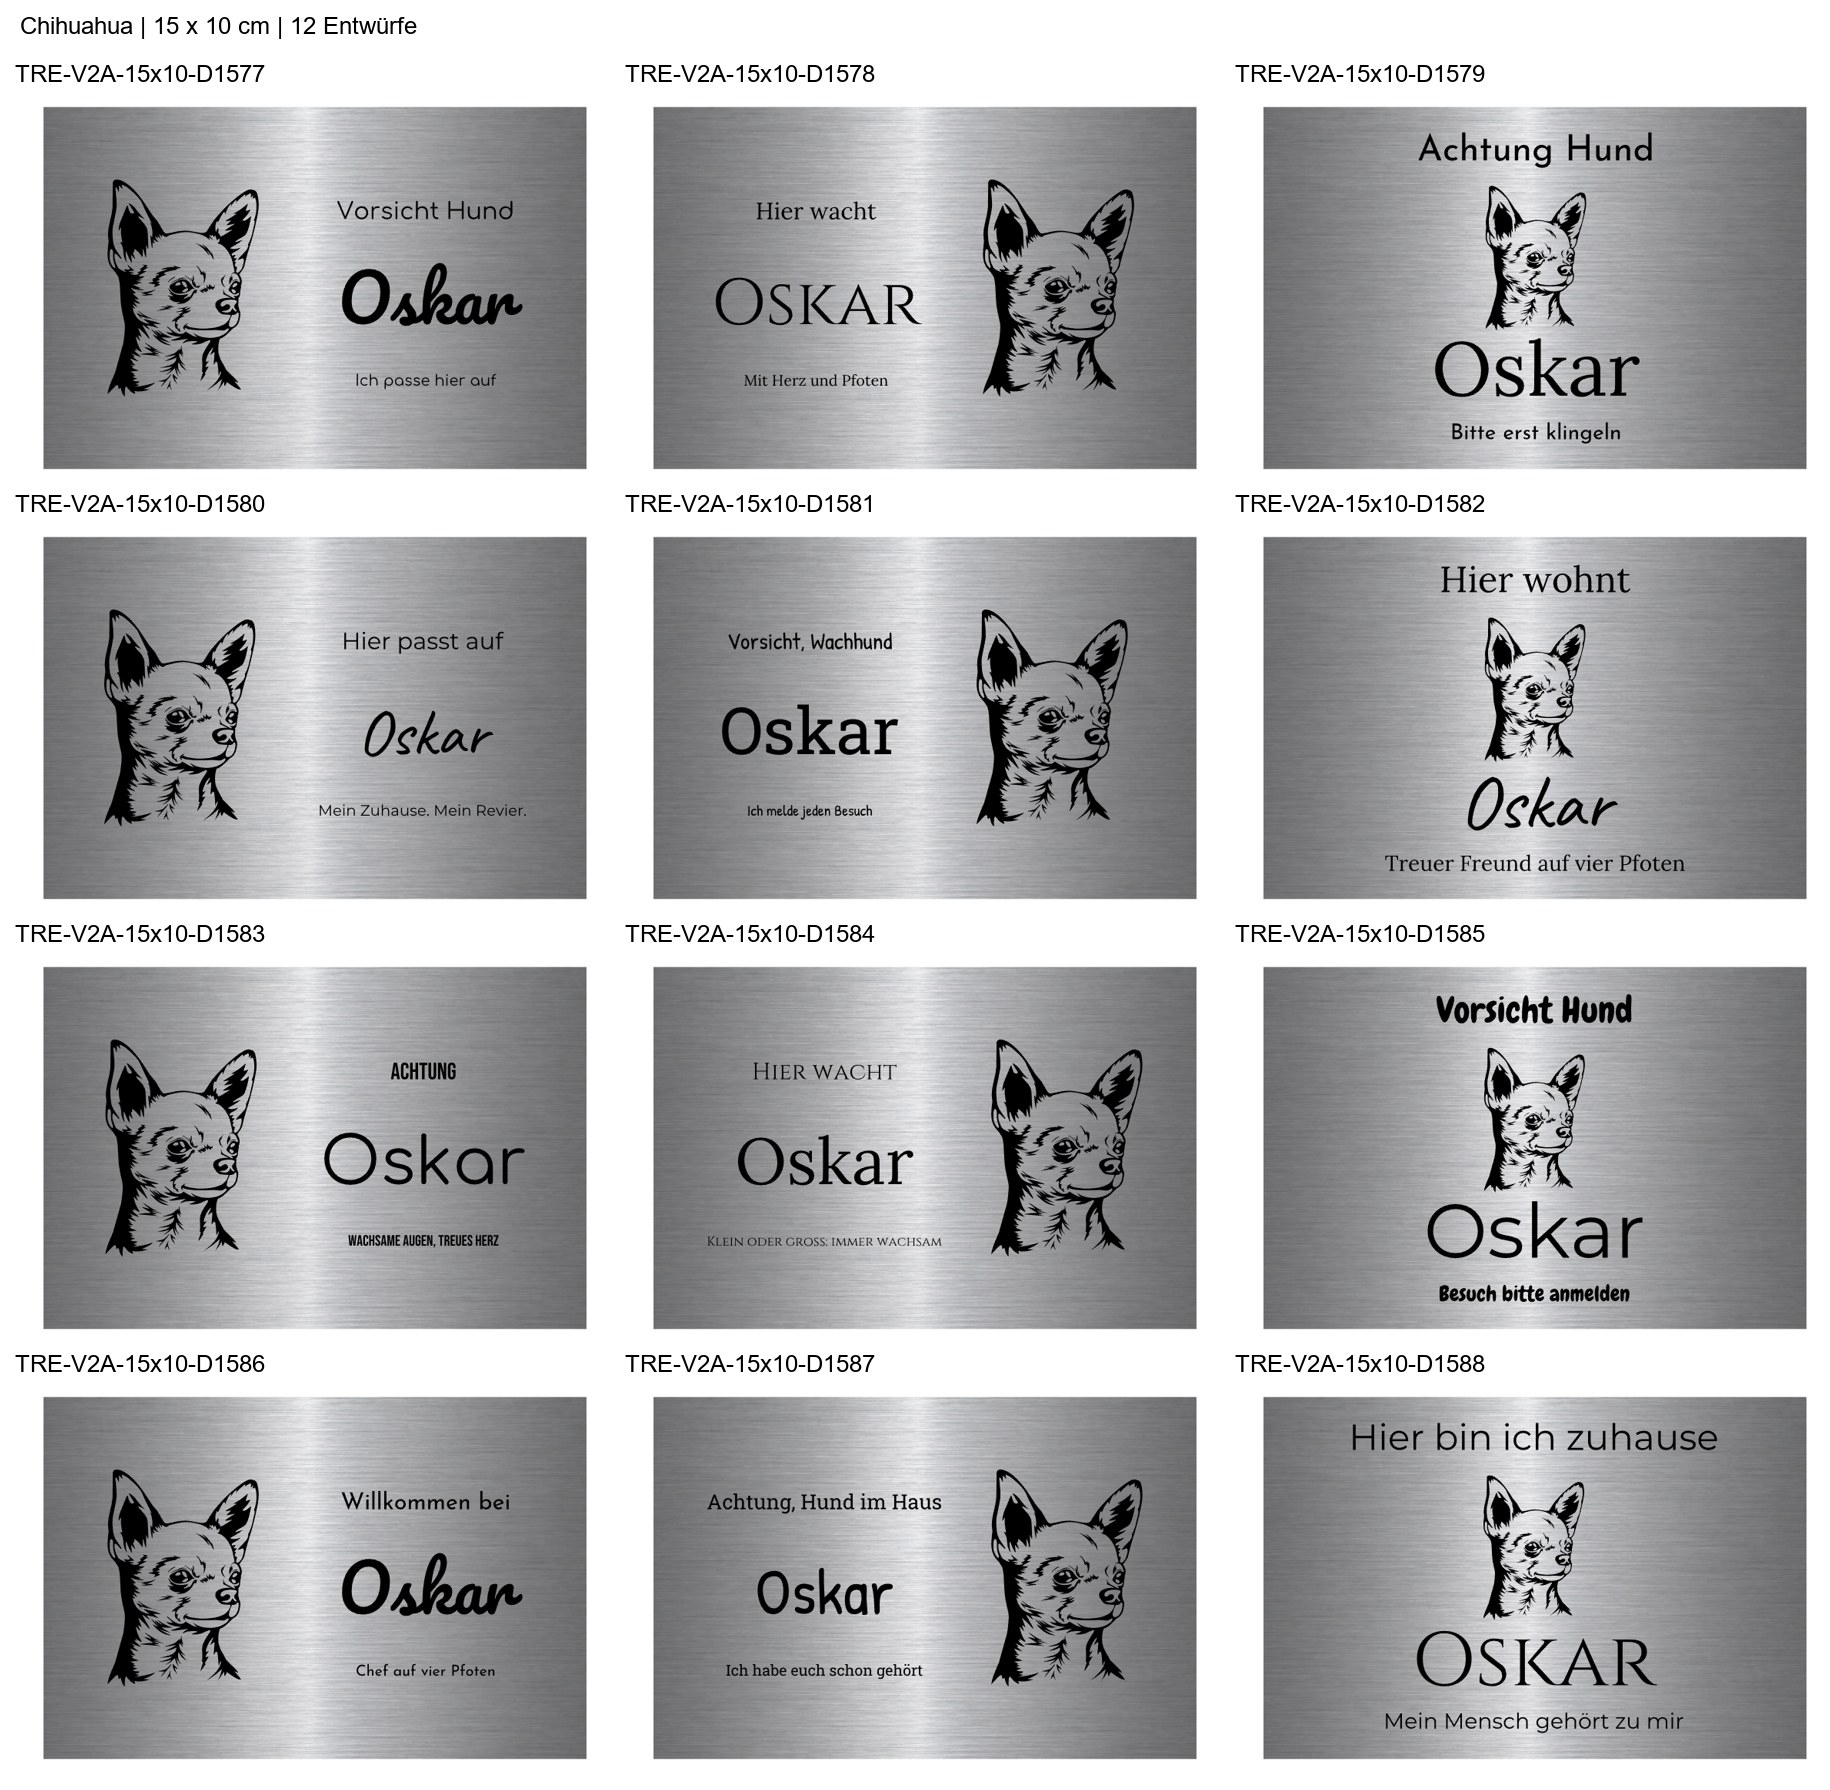 Chihuahua | 15 x 10 cm | 12 Entwürfe
TRE-V2A-15x10-D1577
Vorsicht Hund
Oskar
Ich passe hier auf
TRE-V2A-15x10-D1578
Hier wacht
Oskar
Mit Herz und Pfoten
TRE-V2A-15x10-D1579
Achtung Hund
Oskar
Bitte erst klingeln
TRE-V2A-15x10-D1580
Hier passt auf
Oskar
Mein Zuhause. Mein Revier.
TRE-V2A-15x10-D1581
Vorsicht, Wachhund
Oskar
Ich melde jeden Besuch
TRE-V2A-15x10-D1582
Hier wohnt
Oskar
Treuer Freund auf vier Pfoten
TRE-V2A-15x10-D1583
ACHTUNG
Oskar
WACHSAME AUGEN, TREUES HERZ
TRE-V2A-15x10-D1584
Hier wacht
Oskar
Klein oder gross: immer wachsam
TRE-V2A-15x10-D1585
Vorsicht Hund
Oskar
Besuch bitte anmelden
TRE-V2A-15x10-D1586
Willkommen bei
Oskar
Chef auf vier Pfoten
TRE-V2A-15x10-D1587
Achtung, Hund im Haus
Oskar
Ich habe euch schon gehört
TRE-V2A-15x10-D1588
Hier bin ich zuhause
Oskar
Mein Mensch gehört zu mir